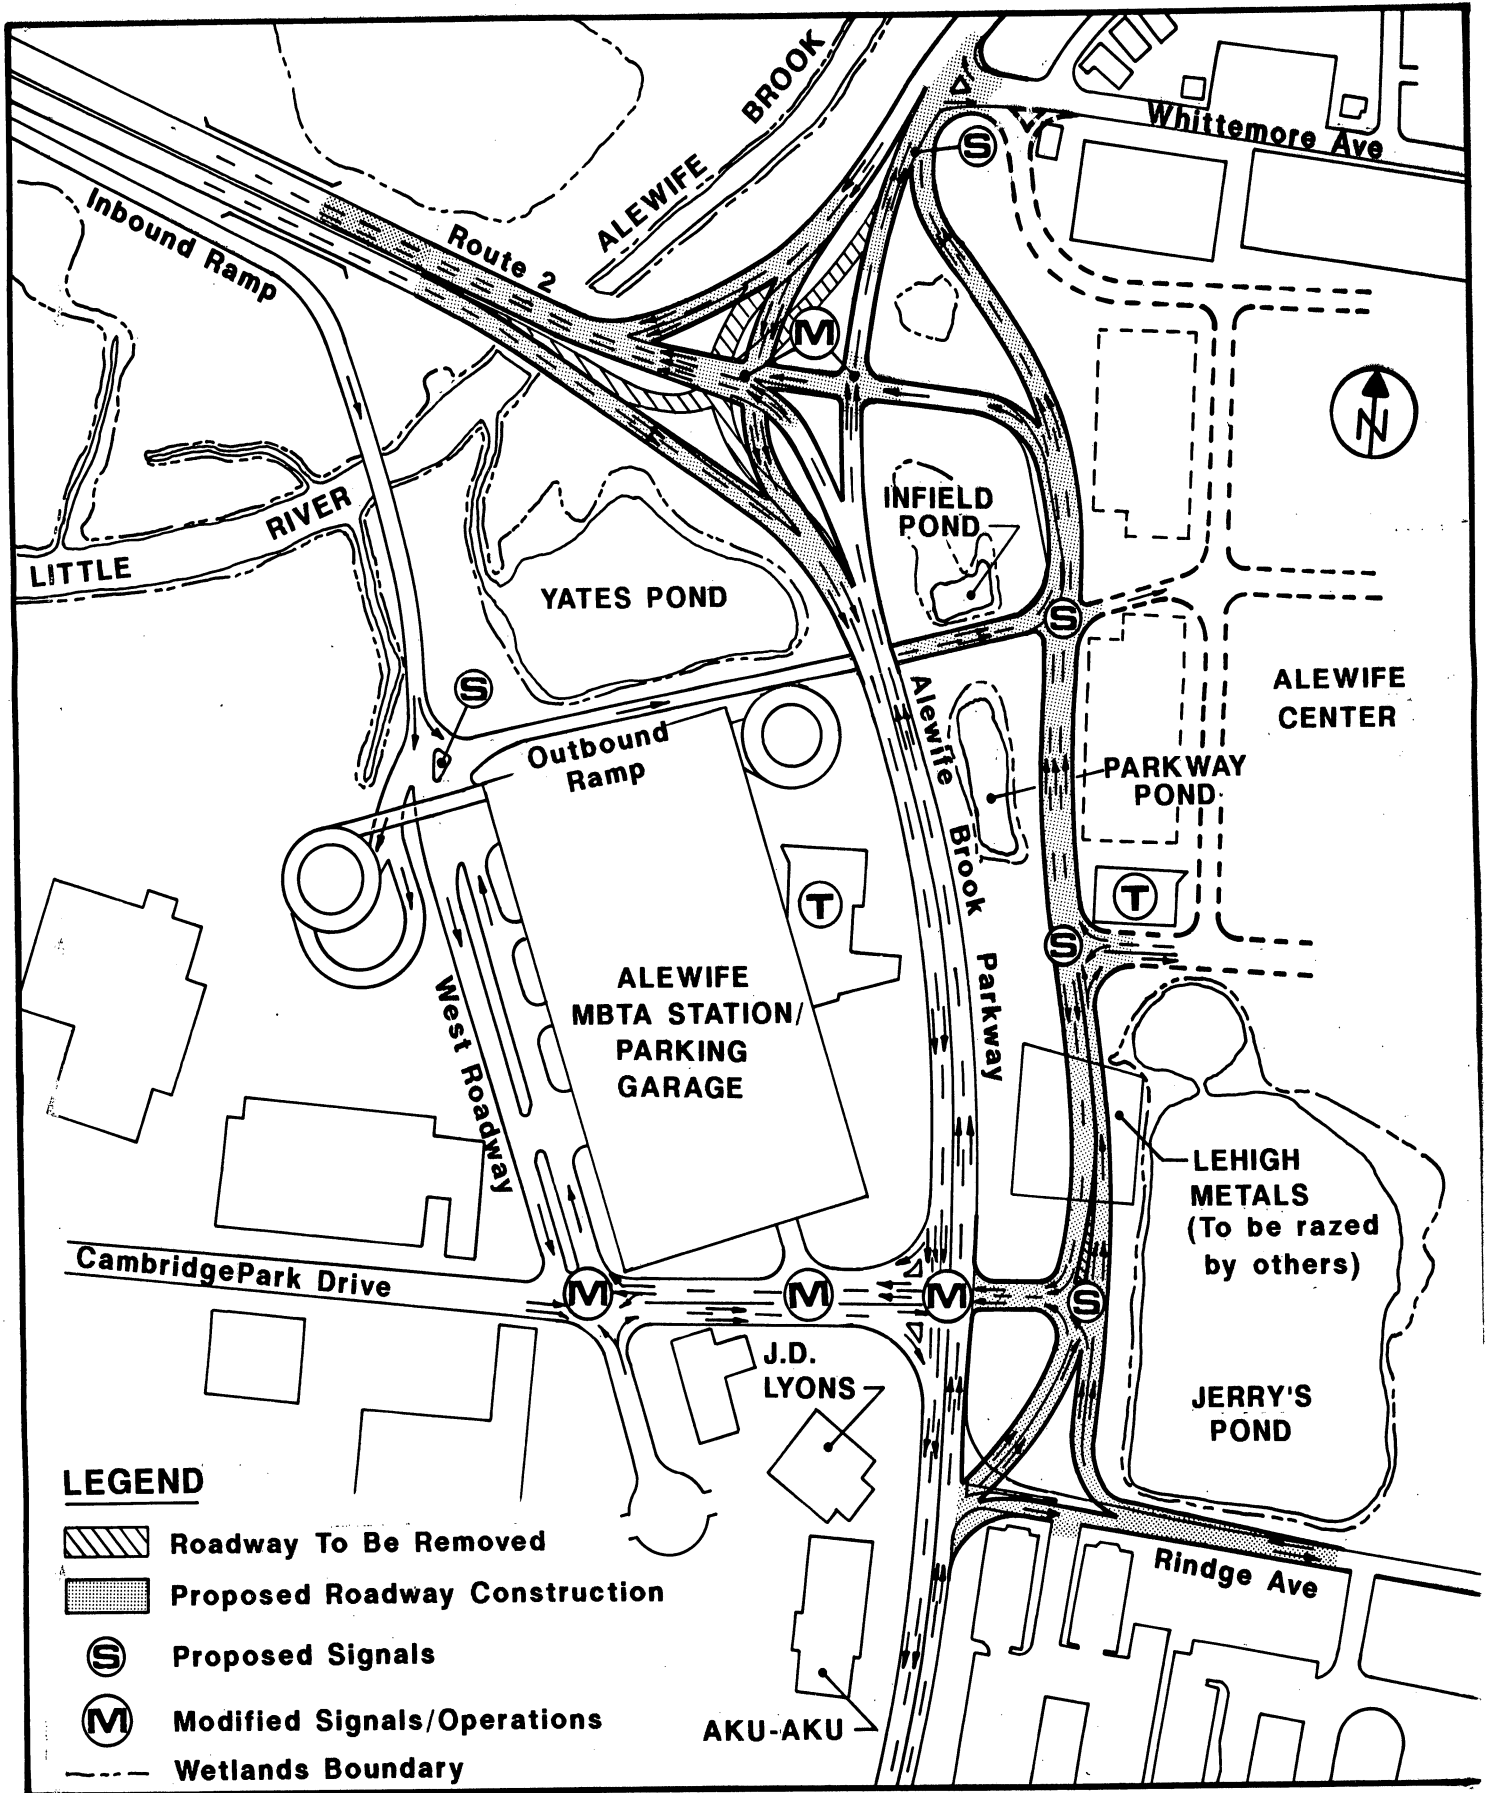 BROOK
ALEWIFE
Whittemore Ave
S
Inbound Ramp
Route 2
M
N
INFIELD
POND
LITTLE
RIVER
YATES POND
S
S
Outbound
Ramp
Alewife
Brook
Parkway
ALEWIFE
CENTER
PARKWAY
POND
T
T
S
West Roadway
ALEWIFE
MBTA STATION/
PARKING
GARAGE
LEHIGH
METALS
(To be razed
by others)
CambridgePark Drive
M
M
M
S
J.D.
LYONS
JERRY'S
POND
Rindge Ave
AKU-AKU
LEGEND
Roadway To Be Removed
Proposed Roadway Construction
S Proposed Signals
M Modified Signals/Operations
Wetlands Boundary